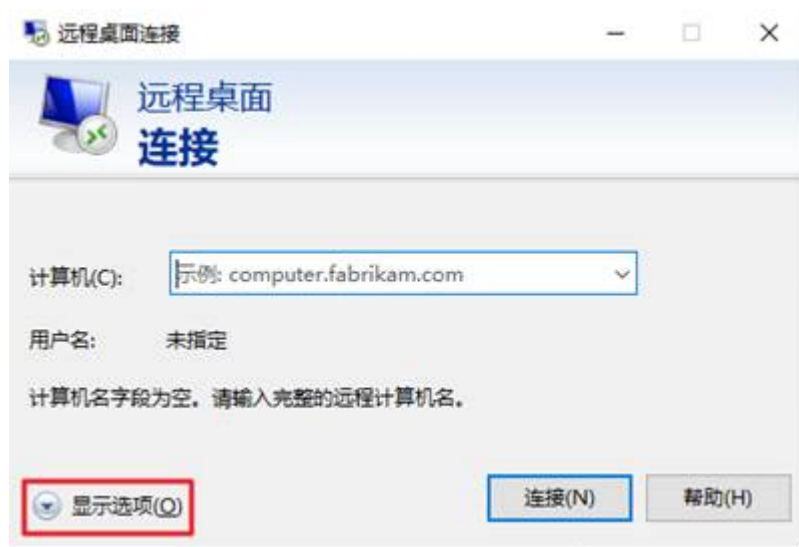 远程桌面连接
远程桌面
连接
计算机(C): 示例: computer.fabrikam.com
用户名: 未指定
计算机名字段为空。请输入完整的远程计算机名。
显示选项(O) 连接(N) 帮助(H)